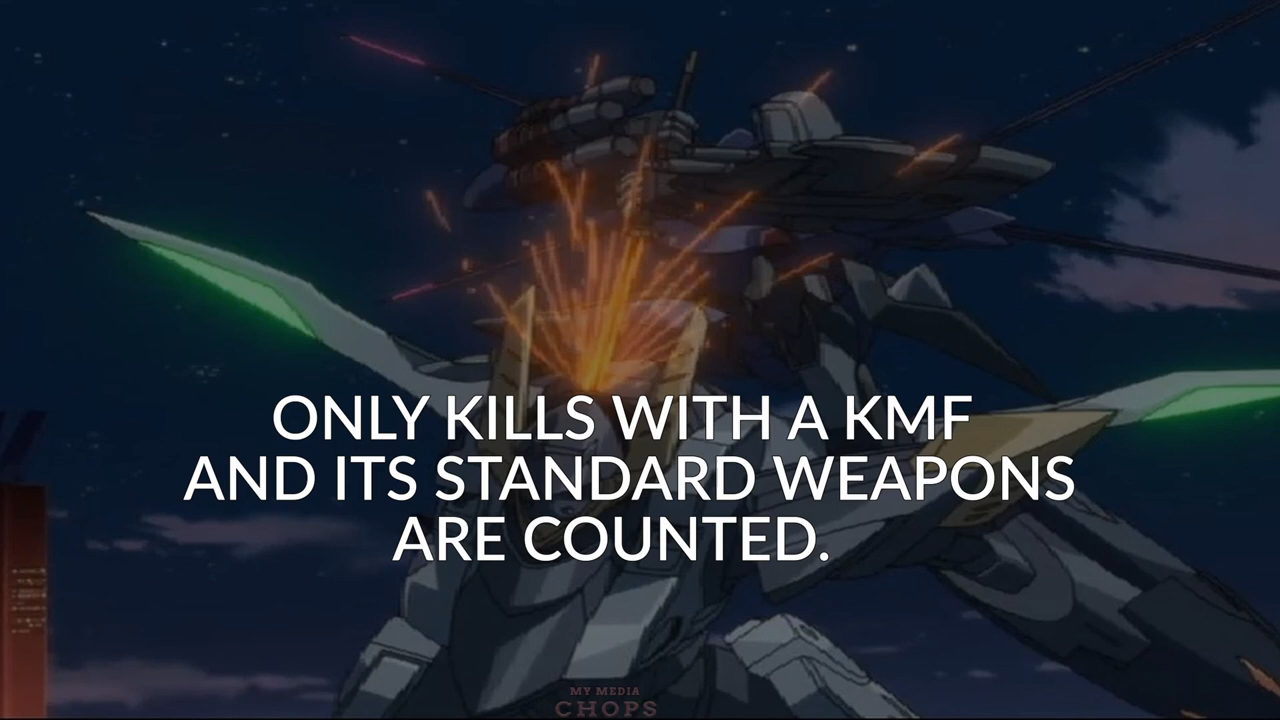 ONLY KILLS WITH A KMF
AND ITS STANDARD WEAPONS
ARE COUNTED.
MY MEDIA
CHOPS